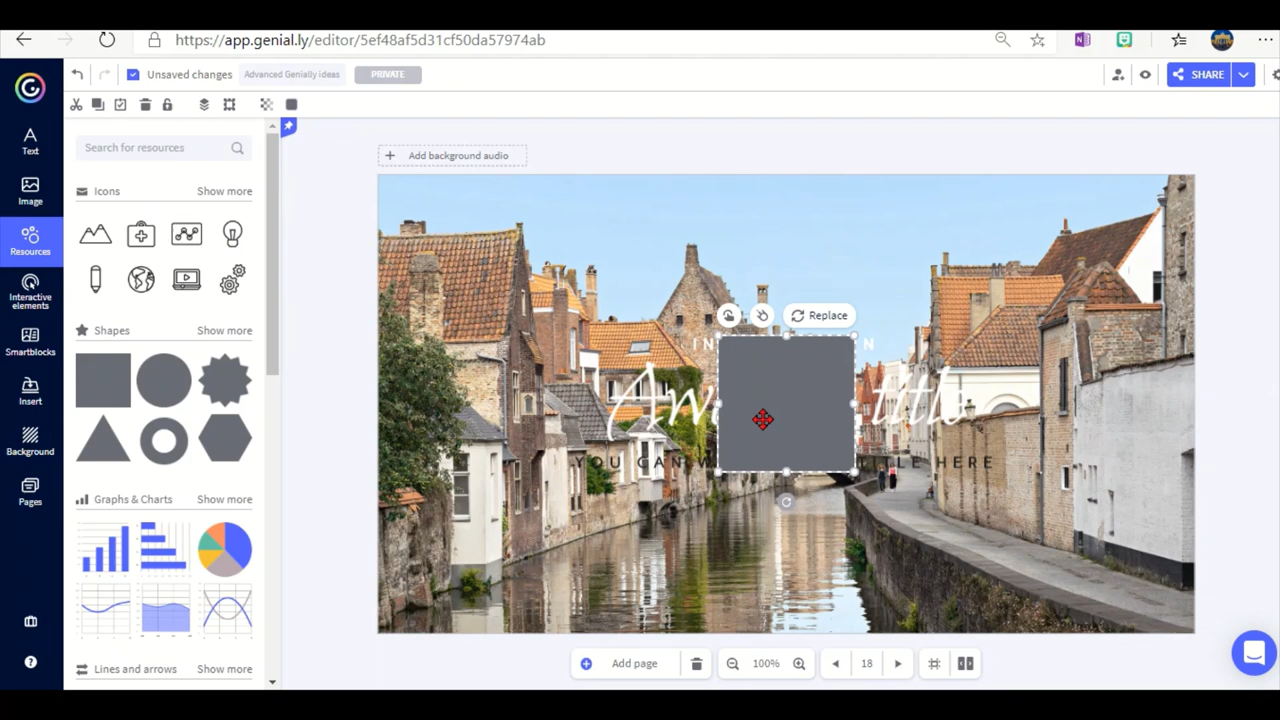 https://app.genial.ly/editor/5ef48af5d31cf50da57974ab
Unsaved changes
Advanced Genially ideas
PRIVATE
SHARE
Text
Image
Resources
Interactive elements
Smartblocks
Insert
Background
Pages
Search for resources
Icons Show more
Shapes Show more
Graphs & Charts Show more
Lines and arrows Show more
Add background audio
Replace
title
YOU CAN
HERE
Add page
100%
18